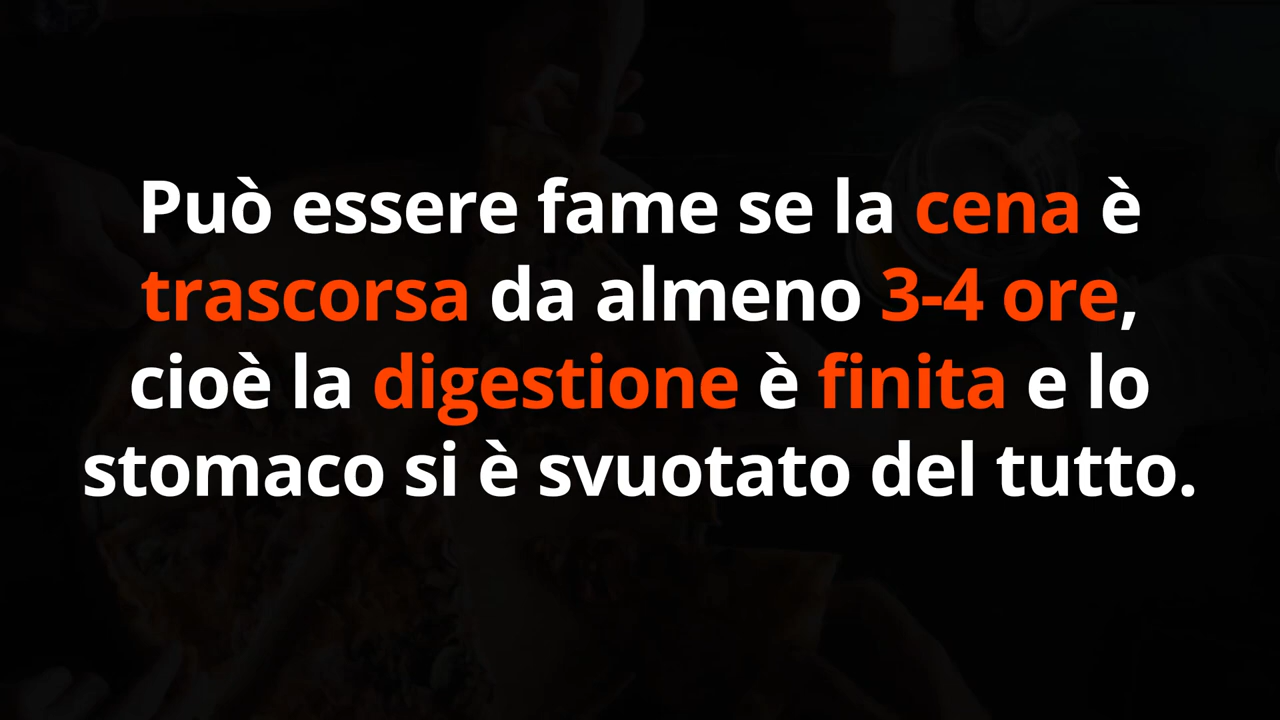 Può essere fame se la cena è
trascorsa da almeno 3-4 ore,
cioè la digestione è finita e lo
stomaco si è svuotato del tutto.